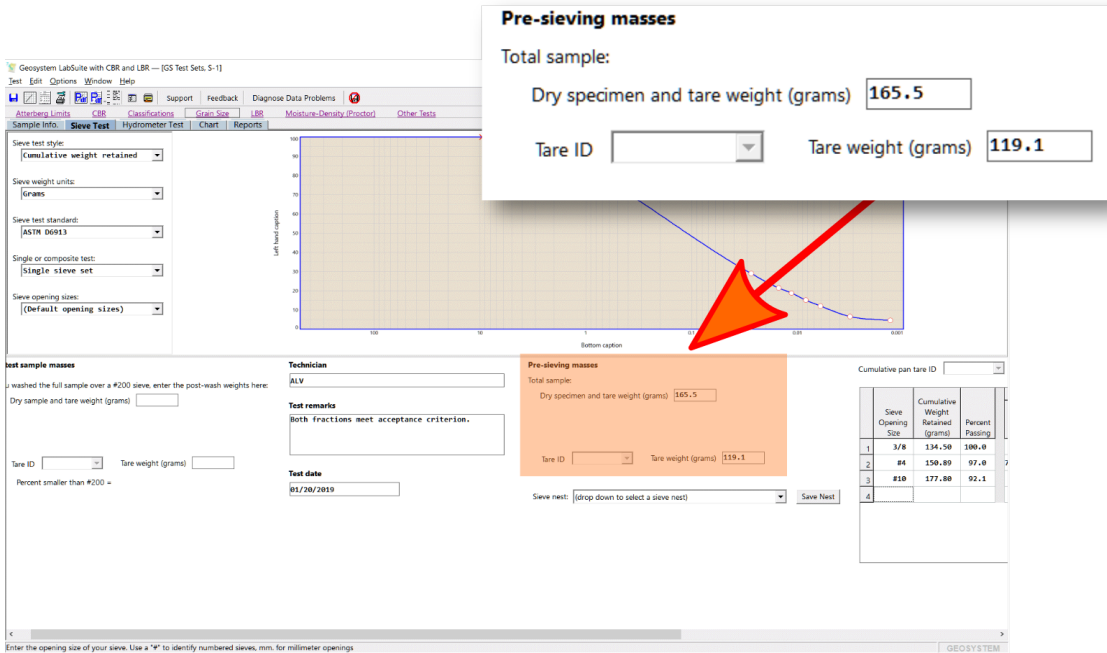 Pre-sieving masses
Total sample:
Dry specimen and tare weight (grams) 165.5
Tare ID Tare weight (grams) 119.1
Geosystem LabSuite with CBR and LBR — [GS Test Sets, S-1]
Test Edit Options Window Help
Support Feedback Diagnose Data Problems
Atterberg Limits CBR Classifications Grain Size LBR Moisture-Density (Proctor) Other Tests
Sample Info. Sieve Test Hydrometer Test Chart Reports
Sieve test style:
Cumulative weight retained
Sieve weight units:
Grams
Sieve test standard:
ASTM D6913
Single or composite test:
Single sieve set
Sieve opening sizes:
(Default opening sizes)
Left hand caption
100
90
80
60
50
40
30
20
10
0
100 10 1 0.1 0.01 0.001
Bottom caption
test sample masses
u washed the full sample over a #200 sieve, enter the post-wash weights here:
Dry sample and tare weight (grams)
Tare ID Tare weight (grams)
Percent smaller than #200 =
Technician
ALV
Test remarks
Both fractions meet acceptance criterion.
Test date
01/20/2019
Pre-sieving masses
Total sample:
Dry specimen and tare weight (grams) 165.5
Tare ID Tare weight (grams) 119.1
Sieve nest: (drop down to select a sieve nest) Save Nest
Cumulative pan tare ID
Sieve Opening Size Cumulative Weight Retained (grams) Percent Passing
1 3/8 134.50 100.0
2 #4 150.89 97.0
3 #10 177.80 92.1
4
Enter the opening size of your sieve. Use a "#" to identify numbered sieves, mm. for millimeter openings
GEOSYSTEM